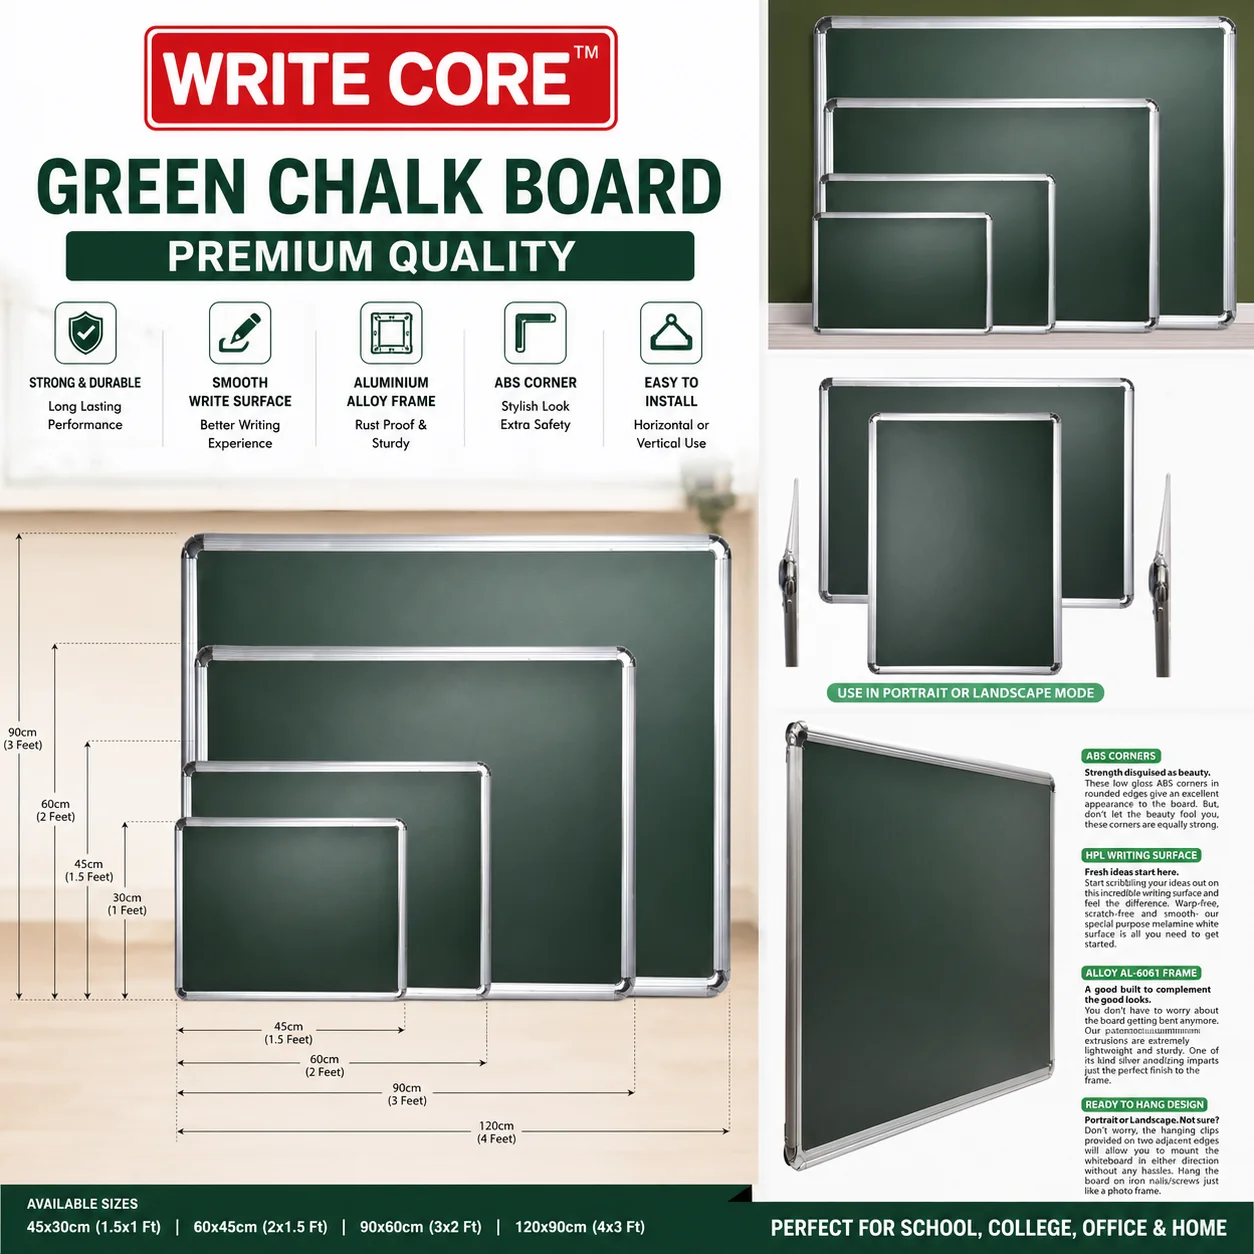 WRITE CORE™
GREEN CHALK BOARD
PREMIUM QUALITY
STRONG & DURABLE
Long Lasting
Performance
SMOOTH
WRITE SURFACE
Better Writing
Experience
ALUMINIUM
ALLOY FRAME
Rust Proof &
Sturdy
ABS CORNER
Stylish Look
Extra Safety
EASY TO
INSTALL
Horizontal or
Vertical Use
90cm
(3 Feet)
60cm
(2 Feet)
45cm
(1.5 Feet)
30cm
(1 Feet)
45cm
(1.5 Feet)
60cm
(2 Feet)
90cm
(3 Feet)
120cm
(4 Feet)
AVAILABLE SIZES
45x30cm (1.5x1 Ft) | 60x45cm (2x1.5 Ft) | 90x60cm (3x2 Ft) | 120x90cm (4x3 Ft)
USE IN PORTRAIT OR LANDSCAPE MODE
ABS CORNERS
Strength disguised as beauty.
These low gloss ABS corners in
rounded edges give an excellent
appearance to the board. But,
don't let the beauty fool you,
these corners are equally strong.
HPL WRITING SURFACE
Fresh ideas start here.
Start scribbling your ideas out on
this incredible writing surface and
feel the difference. Warp-free,
scratch-free and smooth- our
special purpose melamine white
surface is all you need to get
started.
ALLOY AL-6061 FRAME
A good built to complement
the good looks.
You don't have to worry about
the board getting bent anymore.
Our
extrusions are extremely
lightweight and sturdy. One of
its kind silver anodizing imparts
just the perfect finish to the
frame.
READY TO HANG DESIGN
Portrait or Landscape. Not sure?
Don't worry, the hanging clips
provided on two adjacent edges
will allow you to mount the
whiteboard in either direction
without any hassles. Hang the
board on iron nails/screws just
like a photo frame.
PERFECT FOR SCHOOL, COLLEGE, OFFICE & HOME